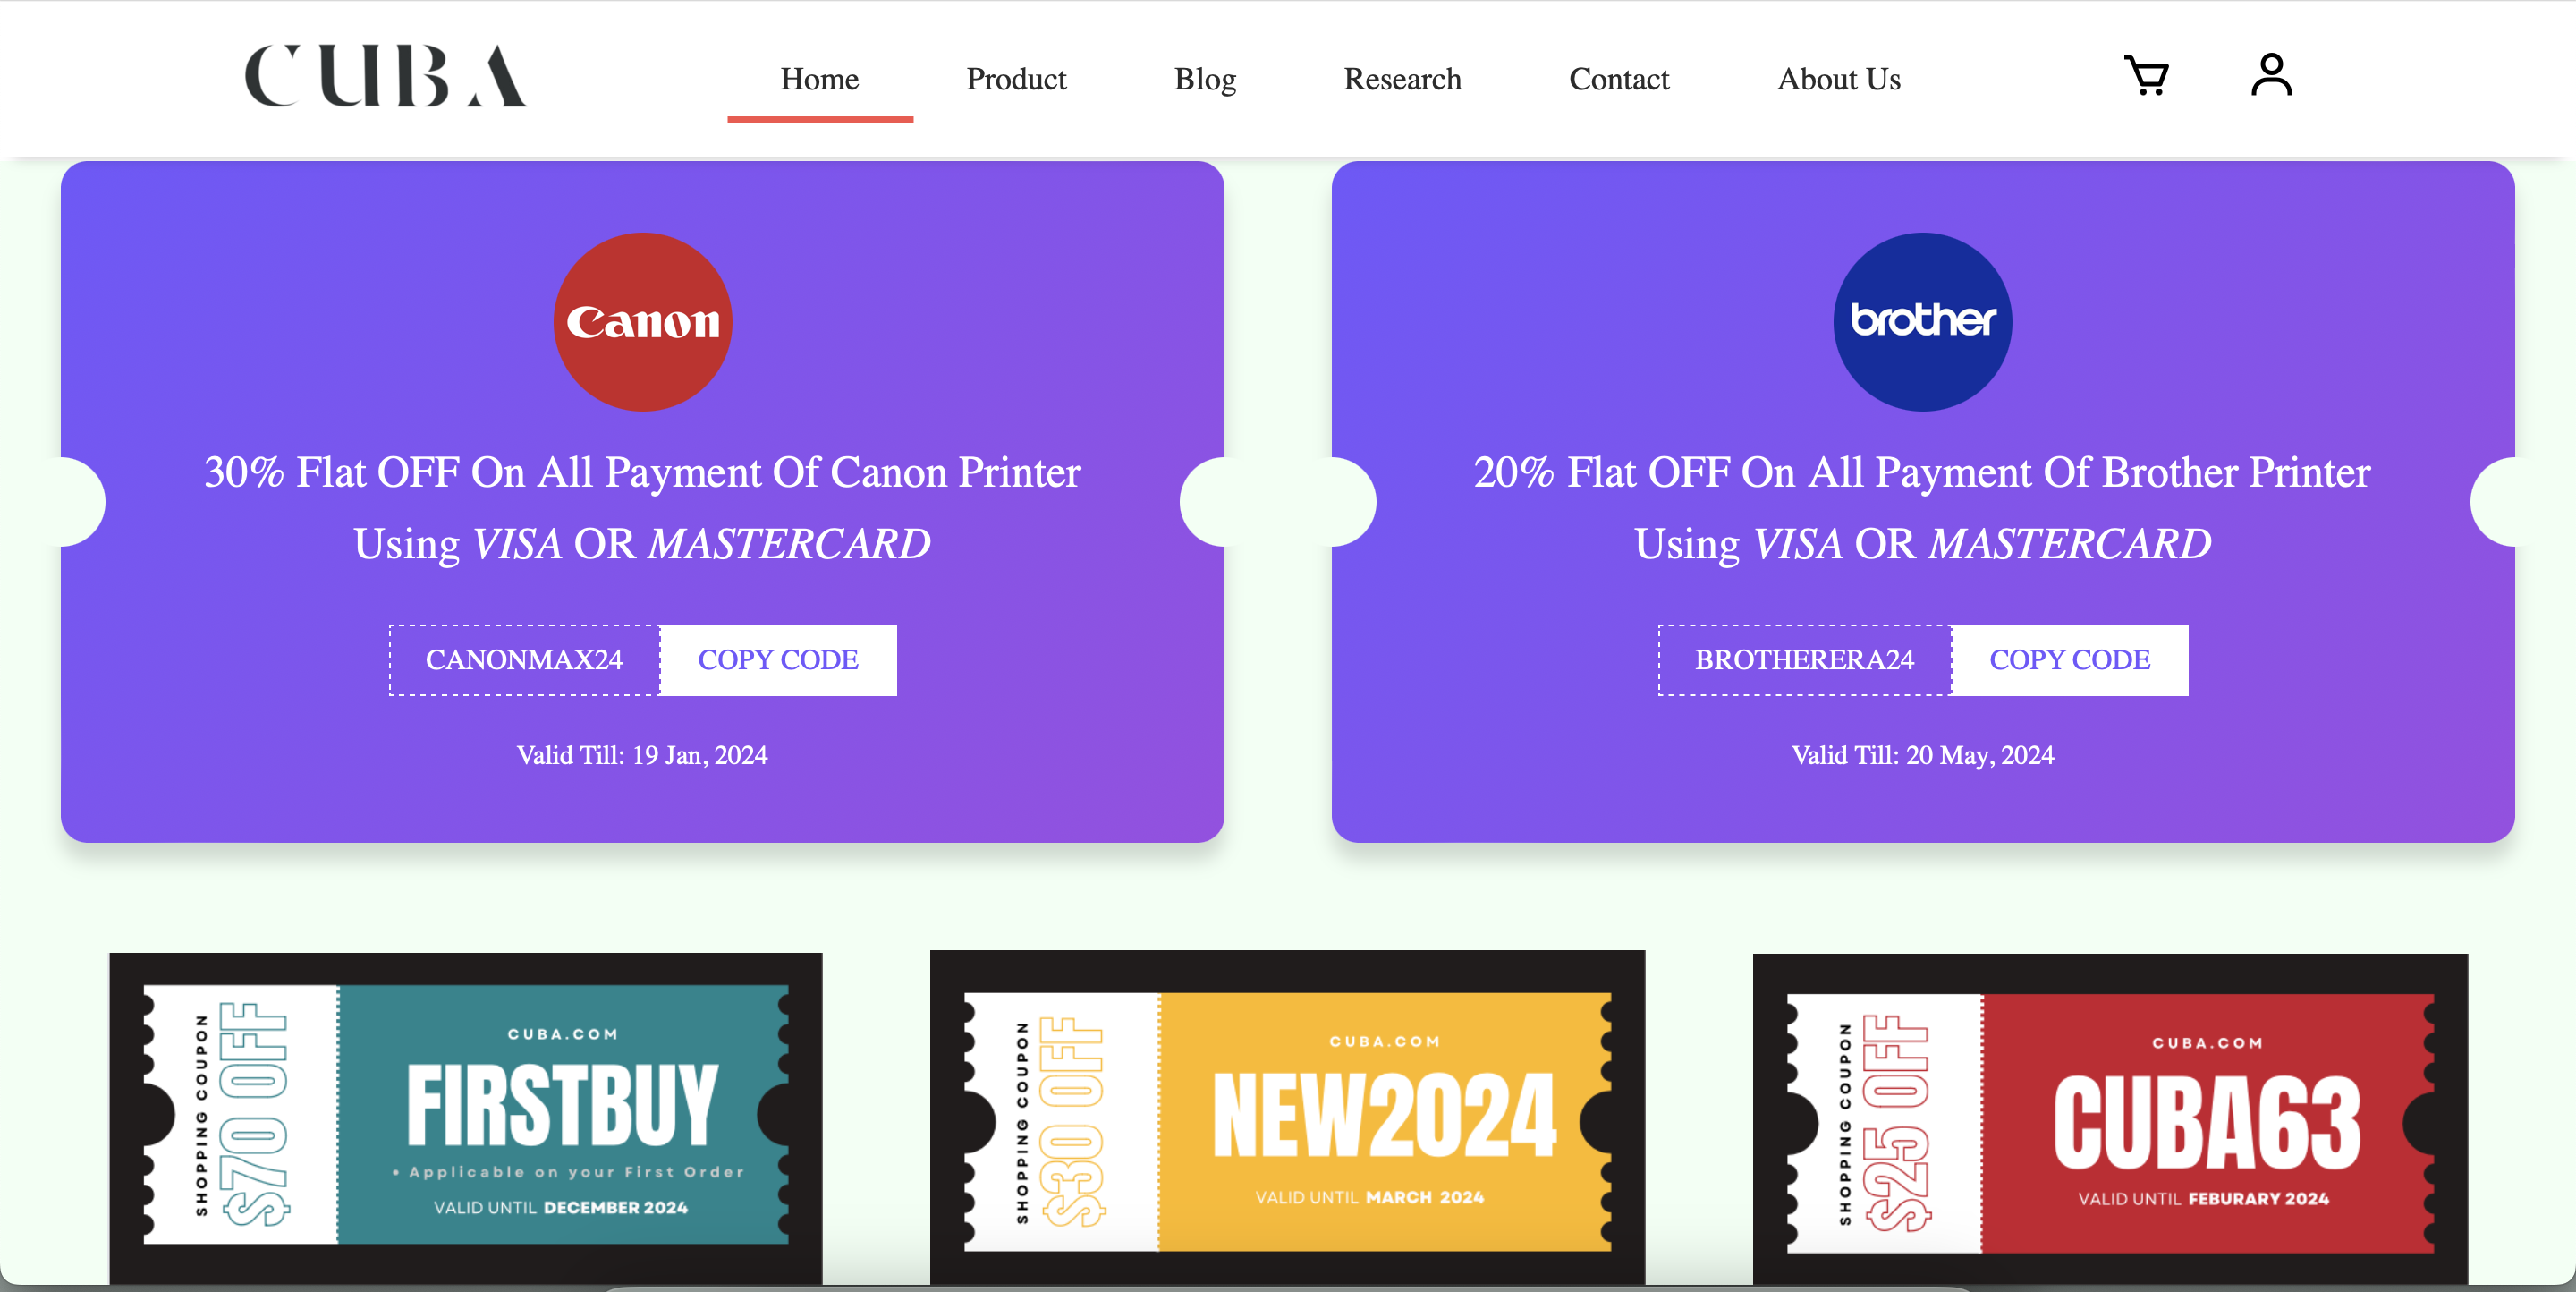 CUBA
Home Product Blog Research Contact About Us
Canon
30% Flat OFF On All Payment Of Canon Printer
Using VISA OR MASTERCARD
CANONMAX24 COPY CODE
Valid Till: 19 Jan, 2024
brother
20% Flat OFF On All Payment Of Brother Printer
Using VISA OR MASTERCARD
BROTHERERA24 COPY CODE
Valid Till: 20 May, 2024
SHOPPING COUPON
$70 OFF
CUBA.COM
FIRSTBUY
• Applicable on your First Order
VALID UNTIL DECEMBER 2024
SHOPPING COUPON
$30 OFF
CUBA.COM
NEW2024
VALID UNTIL MARCH 2024
SHOPPING COUPON
$25 OFF
CUBA.COM
CUBA63
VALID UNTIL FEBURARY 2024